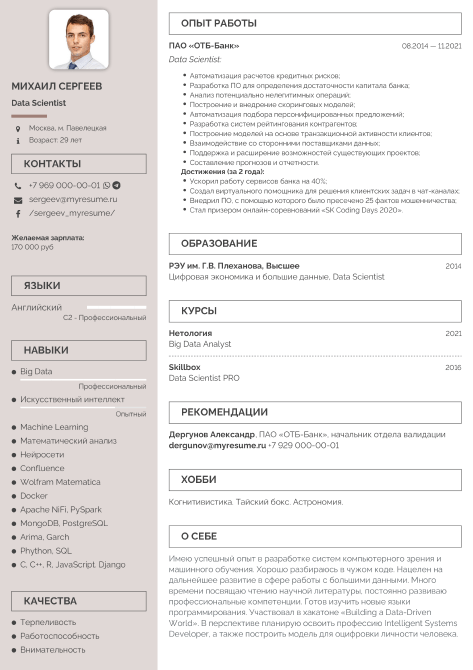 МИХАИЛ СЕРГЕЕВ
Data Scientist
Москва, м. Павелецкая
Возраст: 29 лет
КОНТАКТЫ
+7 969 000-00-01
sergeev@myresume.ru
/sergeev_myresume/
Желаемая зарплата:
170 000 руб
ЯЗЫКИ
Английский
C2 - Профессиональный
НАВЫКИ
Big Data
Профессиональный
Искусственный интеллект
Опытный
Machine Learning
Математический анализ
Нейросети
Confluence
Wolfram Matematica
Docker
Apache NiFi, PySpark
MongoDB, PostgreSQL
Arima, Garch
Phython, SQL
C, C++, R, JavaScript, Django
КАЧЕСТВА
Терпеливость
Работоспособность
Внимательность
ОПЫТ РАБОТЫ
ПАО «ОТБ-Банк» 08.2014 — 11.2021
Data Scientist:
Автоматизация расчетов кредитных рисков;
Разработка ПО для определения достаточности капитала банка;
Анализ потенциально нелегитимных операций;
Построение и внедрение скоринговых моделей;
Автоматизация подбора персонифицированных предложений;
Разработка систем рейтингования контрагентов;
Построение моделей на основе транзакционной активности клиентов;
Взаимодействие со сторонними поставщиками данных;
Поддержка и расширение возможностей существующих проектов;
Составление прогнозов и отчетности.
Достижения (за 2 года):
Ускорил работу сервисов банка на 40%;
Создал виртуального помощника для решения клиентских задач в чат-каналах;
Внедрил ПО, с помощью которого было пресечено 25 фактов мошенничества;
Стал призером онлайн-соревнований «SK Coding Days 2020».
ОБРАЗОВАНИЕ
РЭУ им. Г.В. Плеханова, Высшее 2014
Цифровая экономика и большие данные, Data Scientist
КУРСЫ
Нетология 2021
Big Data Analyst
Skillbox 2016
Data Scientist PRO
РЕКОМЕНДАЦИИ
Дергунов Александр, ПАО «ОТБ-Банк», начальник отдела валидации
dergunov@myresume.ru +7 929 000-00-01
ХОББИ
Когнитивистика. Тайский бокс. Астрономия.
О СЕБЕ
Имею успешный опыт в разработке систем компьютерного зрения и
машинного обучения. Хорошо разбираюсь в чужом коде. Нацелен на
дальнейшее развитие в сфере работы с большими данными. Много
времени посвящаю чтению научной литературы, постоянно развиваю
профессиональные компетенции. Готов изучить новые языки
программирования. Участвовал в хакатоне «Building a Data-Driven
World». В перспективе планирую освоить профессию Intelligent Systems
Developer, а также построить модель для оцифровки личности человека.